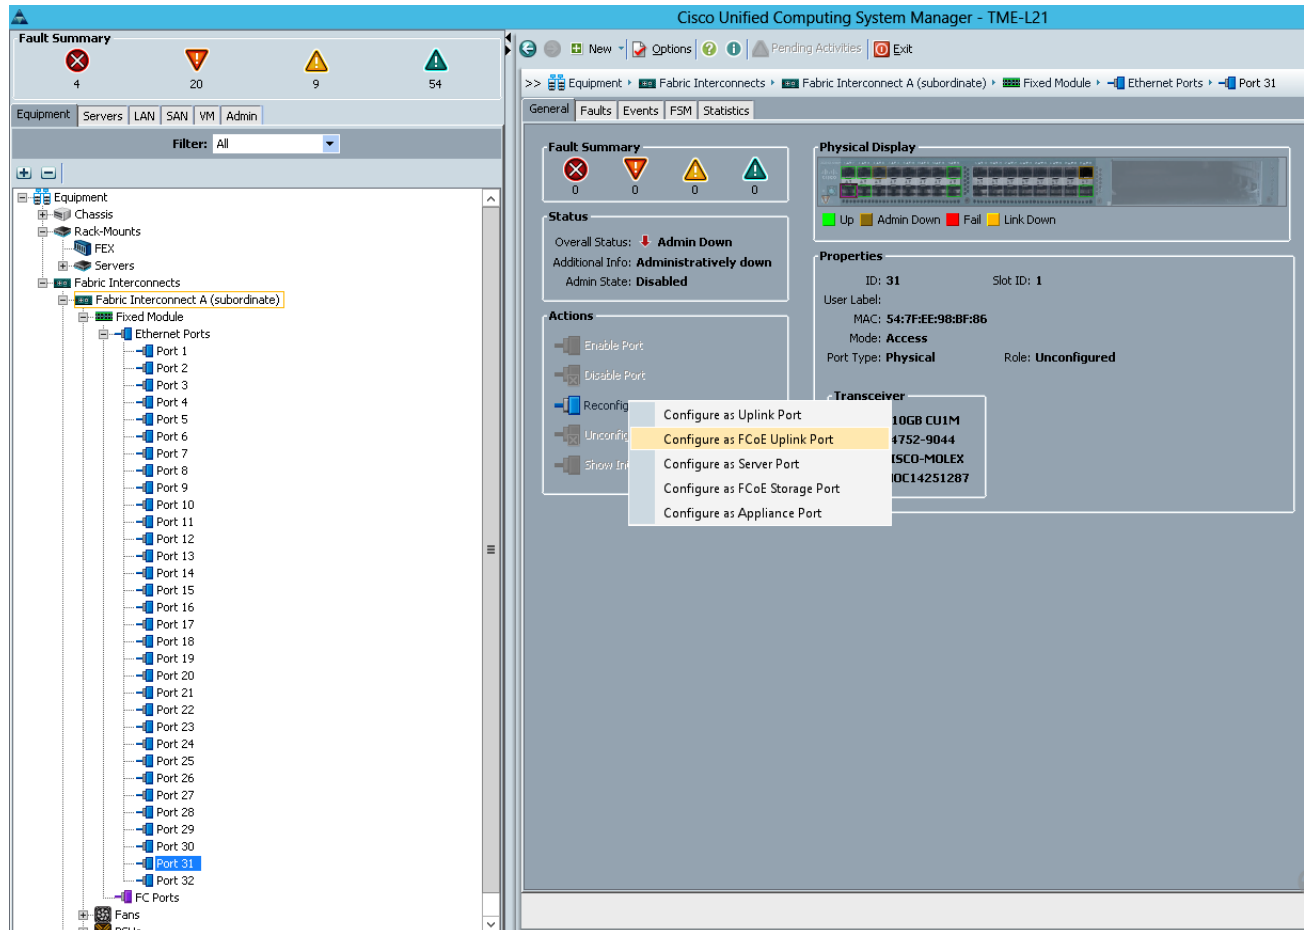 Cisco Unified Computing System Manager - TME-L21
Fault Summary
4 20 9 54
New Options Pending Activities Exit
>> Equipment Fabric Interconnects Fabric Interconnect A (subordinate) Fixed Module Ethernet Ports Port 31
Equipment Servers LAN SAN VM Admin
Filter: All
Equipment
Chassis
Rack-Mounts
FEX
Servers
Fabric Interconnects
Fabric Interconnect A (subordinate)
Fixed Module
Ethernet Ports
Port 1
Port 2
Port 3
Port 4
Port 5
Port 6
Port 7
Port 8
Port 9
Port 10
Port 11
Port 12
Port 13
Port 14
Port 15
Port 16
Port 17
Port 18
Port 19
Port 20
Port 21
Port 22
Port 23
Port 24
Port 25
Port 26
Port 27
Port 28
Port 29
Port 30
Port 31
Port 32
FC Ports
Fans
General Faults Events FSM Statistics
Fault Summary
0 0 0 0
Status
Overall Status: Admin Down
Additional Info: Administratively down
Admin State: Disabled
Actions
Enable Port
Disable Port
Reconfig
Unconfig
Show In
Configure as Uplink Port
Configure as FCoE Uplink Port
Configure as Server Port
Configure as FCoE Storage Port
Configure as Appliance Port
Physical Display
Up Admin Down Fail Link Down
Properties
ID: 31 Slot ID: 1
User Label:
MAC: 54:7F:EE:98:BF:86
Mode: Access
Port Type: Physical Role: Unconfigured
Transceiver
10GB CU1M
4752-9044
ISCO-MOLEX
OC14251287